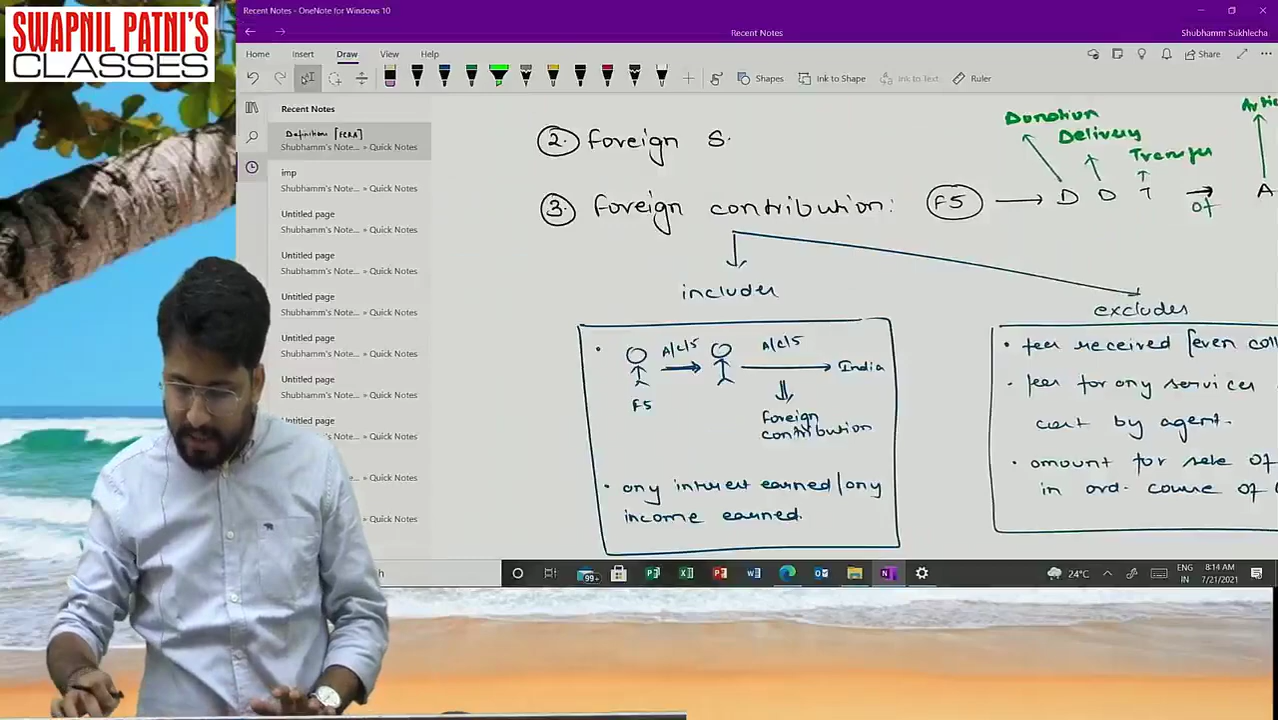 SWAPNIL PATNI'S
CLASSES
Recent Notes - OneNote for Windows 10
Recent Notes
Shubhamm Sukhlecha
Home Insert Draw View Help
Share
Shapes Ink to Shape Ink to Text Ruler
Recent Notes
Definitions [FCRA]
Shubhamm's Note... » Quick Notes
imp
Shubhamm's Note... » Quick Notes
Untitled page
Shubhamm's Note... » Quick Notes
Untitled page
Shubhamm's Note... » Quick Notes
Untitled page
Shubhamm's Note... » Quick Notes
Untitled page
Shubhamm's Note... » Quick Notes
Untitled page
Shubhamm's Note... » Quick Notes
Untitled page
Quick Notes
Quick Notes
② Foreign S.
Donation
Delivery
Transfer
③ Foreign contribution: FS D D T of A
includes
excludes
• A/C/S A/C/S India
FS
Foreign
contribution
• any interest earned/any
income earned.
• fees received [even
• fees for any services
cost by agent.
• amount for sale of
in ord. course of
99+
24°C
ENG
IN
8:14 AM
7/21/2021